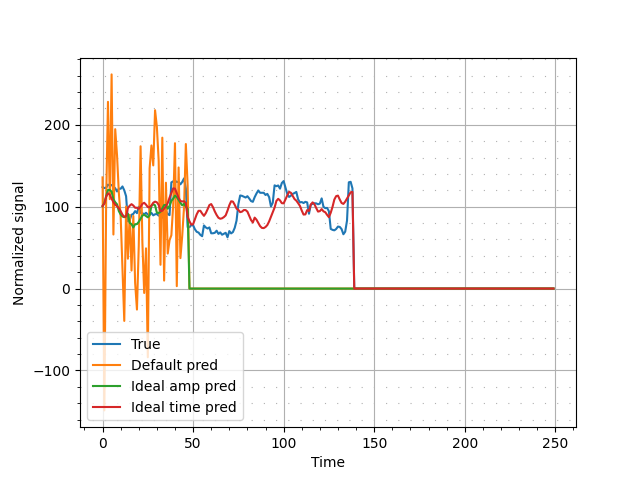 200
100
0
−100
Normalized signal
True
Default pred
Ideal amp pred
Ideal time pred
0 50 100 150 200 250
Time